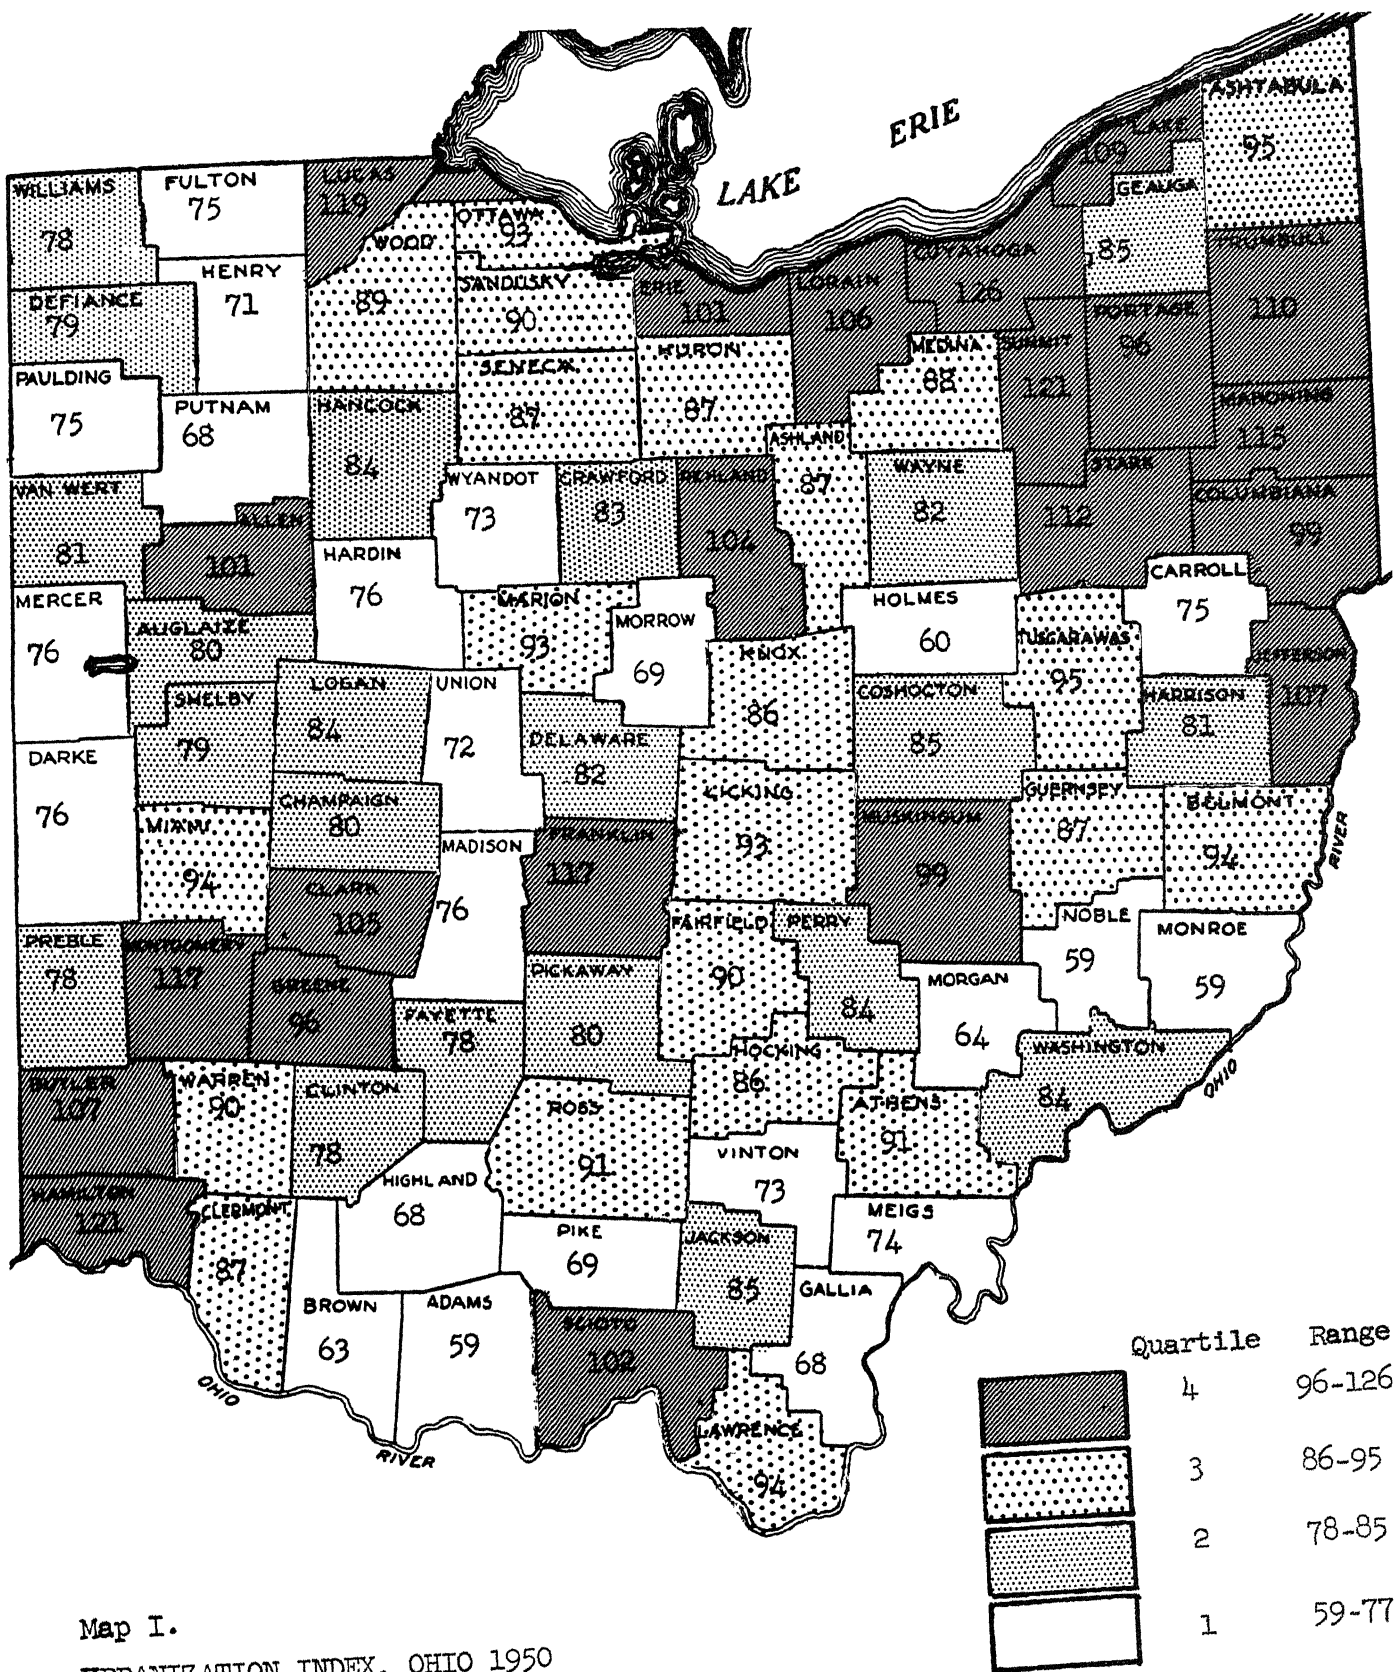 ERIE
LAKE
ASHTABULA
95
LAKE
109
GEAUGA
85
WILLIAMS
78
FULTON
75
LUCAS
119
OTTAWA
93
WOOD
89
HENRY
71
DEFIANCE
79
SANDUSKY
90
ERIE
101
LORAIN
106
CUYAHOGA
126
TRUMBULL
110
PORTAGE
96
SUMMIT
121
MEDINA
88
HURON
87
SENECA
87
PAULDING
75
PUTNAM
68
HANCOCK
84
MAHONING
115
ASHLAND
87
WAYNE
82
STARK
112
COLUMBIANA
99
VAN WERT
81
ALLEN
101
WYANDOT
73
CRAWFORD
83
RICHLAND
104
HARDIN
76
CARROLL
75
MERCER
76
AUGLAIZE
80
MARION
93
MORROW
69
HOLMES
60
TUSCARAWAS
95
JEFFERSON
107
KNOX
86
COSHOCTON
85
HARRISON
81
SHELBY
79
LOGAN
84
UNION
72
DELAWARE
82
DARKE
76
CHAMPAIGN
80
LICKING
93
MUSKINGUM
99
GUERNSEY
87
BELMONT
94
MIAMI
94
MADISON
76
FRANKLIN
117
CLARK
105
RIVER
PREBLE
78
MONTGOMERY
117
GREENE
96
FAIRFIELD
90
PERRY
84
NOBLE
59
MONROE
59
MORGAN
64
PICKAWAY
80
FAYETTE
78
HOCKING
86
WASHINGTON
84
OHIO
BUTLER
107
WARREN
90
CLINTON
78
ROSS
91
ATHENS
91
VINTON
73
HAMILTON
121
CLERMONT
87
HIGHLAND
68
PIKE
69
JACKSON
85
MEIGS
74
GALLIA
68
BROWN
63
ADAMS
59
SCIOTO
102
LAWRENCE
94
OHIO
RIVER
Quartile Range
4 96-126
3 86-95
2 78-85
1 59-77
Map I.
URBANIZATION INDEX, OHIO 1950